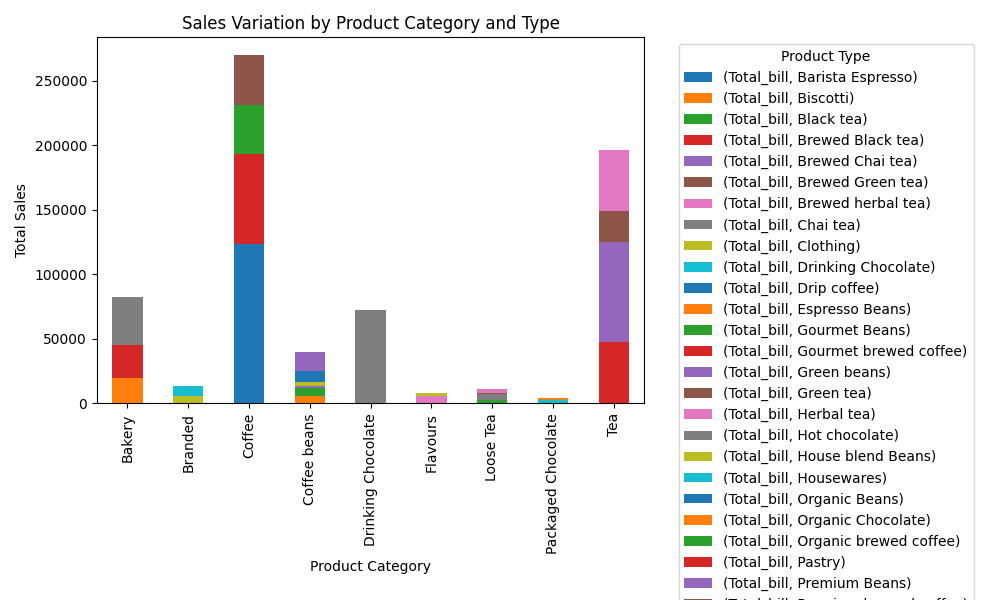 Sales Variation by Product Category and Type
Total Sales
250000
200000
150000
100000
50000
0
Bakery
Branded
Coffee
Coffee beans
Drinking Chocolate
Flavours
Loose Tea
Packaged Chocolate
Tea
Product Category
Product Type
(Total_bill, Barista Espresso)
(Total_bill, Biscotti)
(Total_bill, Black tea)
(Total_bill, Brewed Black tea)
(Total_bill, Brewed Chai tea)
(Total_bill, Brewed Green tea)
(Total_bill, Brewed herbal tea)
(Total_bill, Chai tea)
(Total_bill, Clothing)
(Total_bill, Drinking Chocolate)
(Total_bill, Drip coffee)
(Total_bill, Espresso Beans)
(Total_bill, Gourmet Beans)
(Total_bill, Gourmet brewed coffee)
(Total_bill, Green beans)
(Total_bill, Green tea)
(Total_bill, Herbal tea)
(Total_bill, Hot chocolate)
(Total_bill, House blend Beans)
(Total_bill, Housewares)
(Total_bill, Organic Beans)
(Total_bill, Organic Chocolate)
(Total_bill, Organic brewed coffee)
(Total_bill, Pastry)
(Total_bill, Premium Beans)